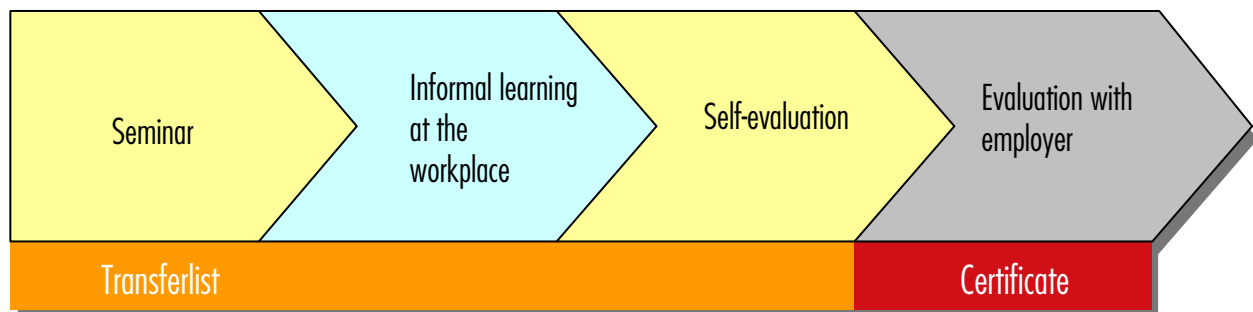 Seminar
Informal learning
at the
workplace
Self-evaluation
Evaluation with
employer
Transferlist
Certificate